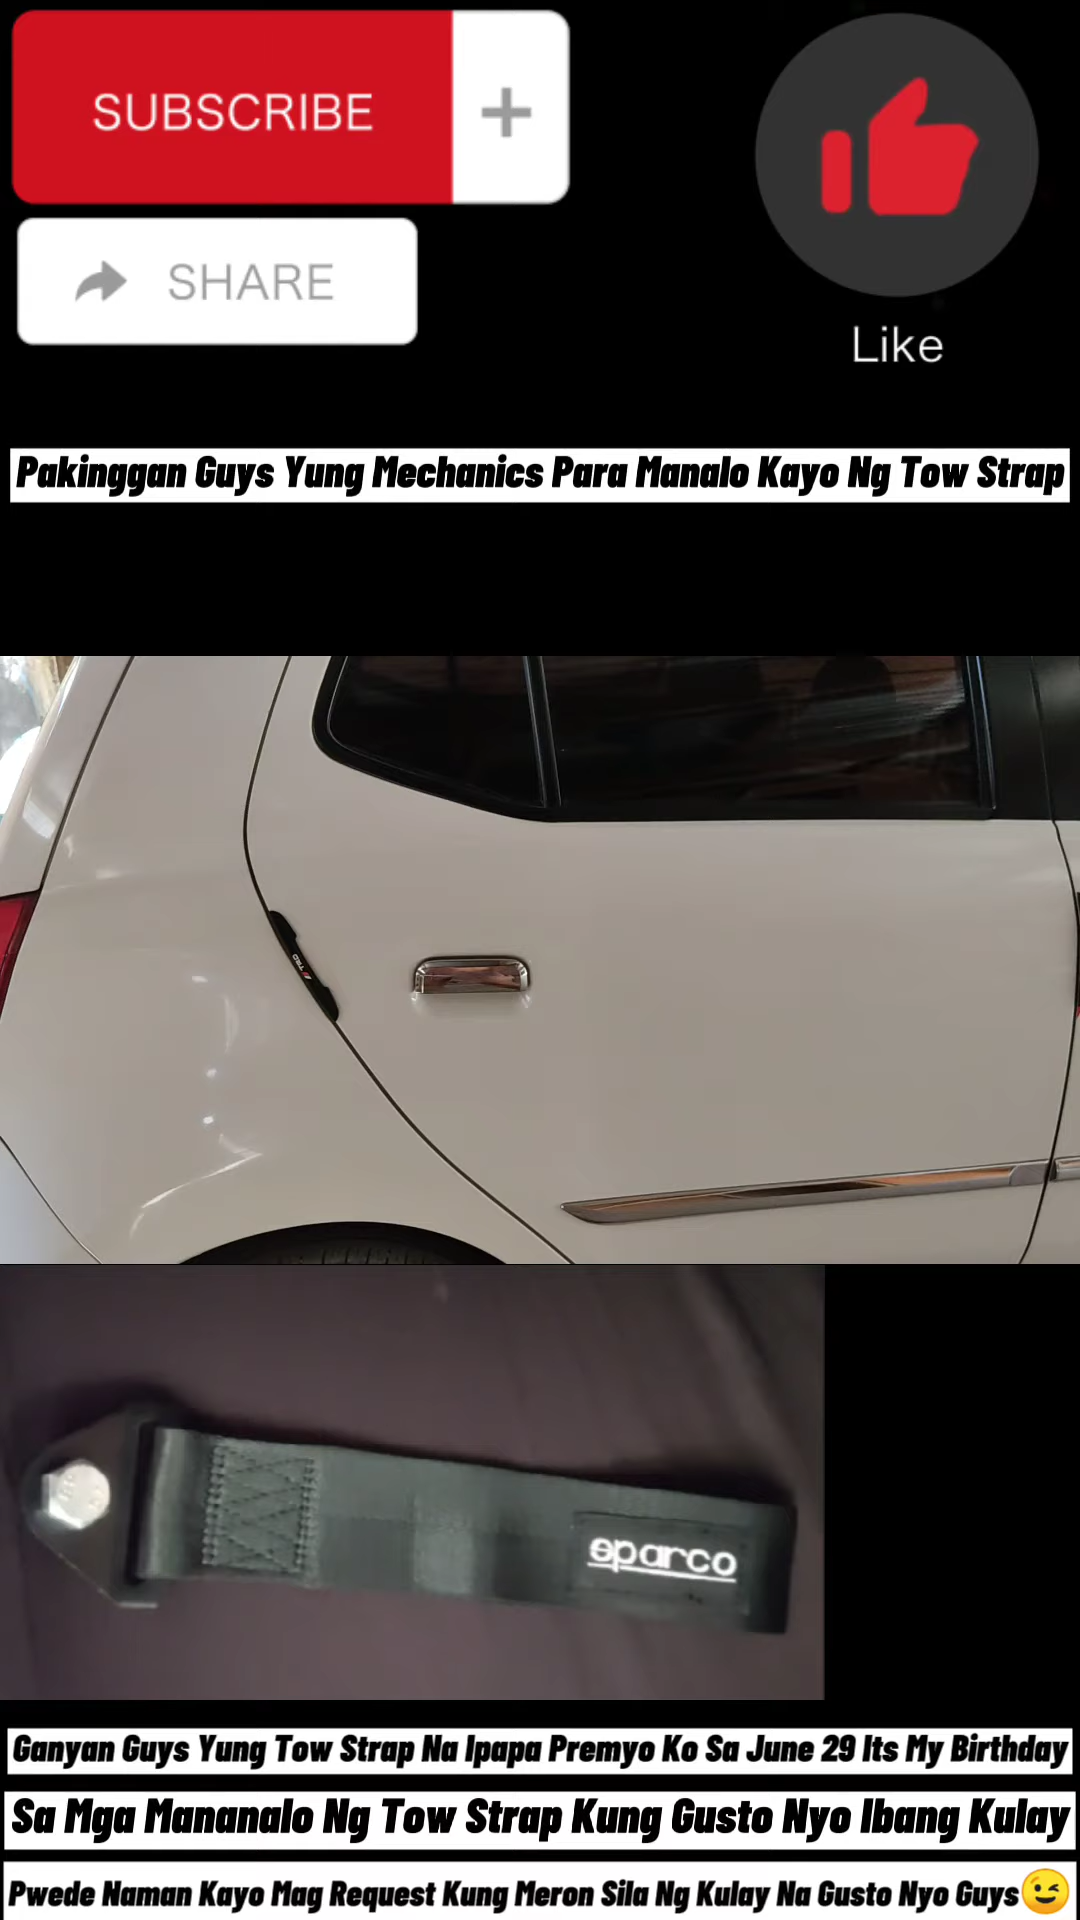 SUBSCRIBE
SHARE
Like
Pakinggan Guys Yung Mechanics Para Manalo Kayo Ng Tow Strap
TRD
sparco
Ganyan Guys Yung Tow Strap Na Ipapa Premyo Ko Sa June 29 Its My Birthday
Sa Mga Mananalo Ng Tow Strap Kung Gusto Nyo Ibang Kulay
Pwede Naman Kayo Mag Request Kung Meron Sila Ng Kulay Na Gusto Nyo Guys😉